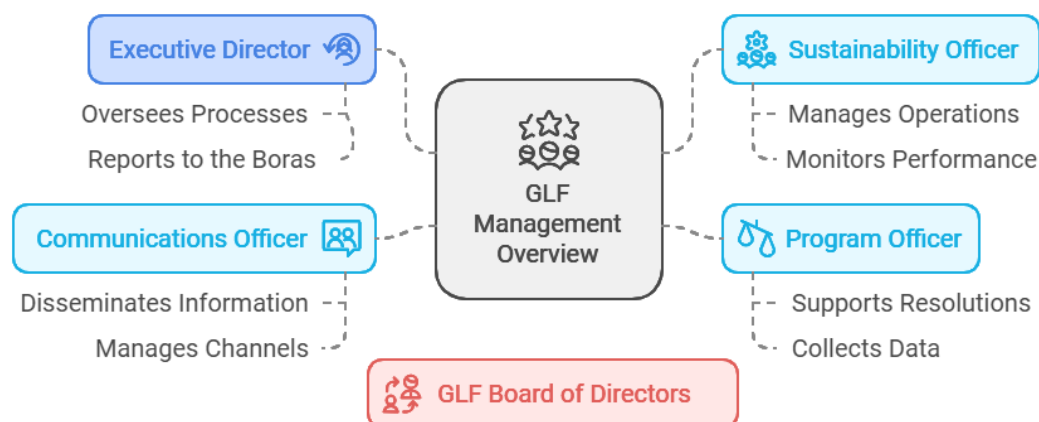 Executive Director
Oversees Processes
Reports to the Boras
Communications Officer
Disseminates Information
Manages Channels
GLF
Management
Overview
Sustainability Officer
Manages Operations
Monitors Performance
Program Officer
Supports Resolutions
Collects Data
GLF Board of Directors